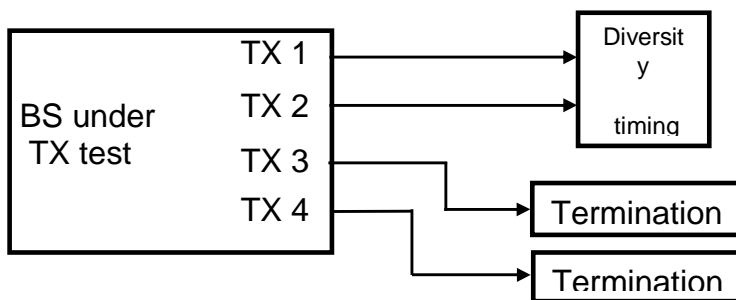 TX 1
TX 2
BS under
TX test
TX 3
TX 4
Diversit
y
timing
Termination
Termination